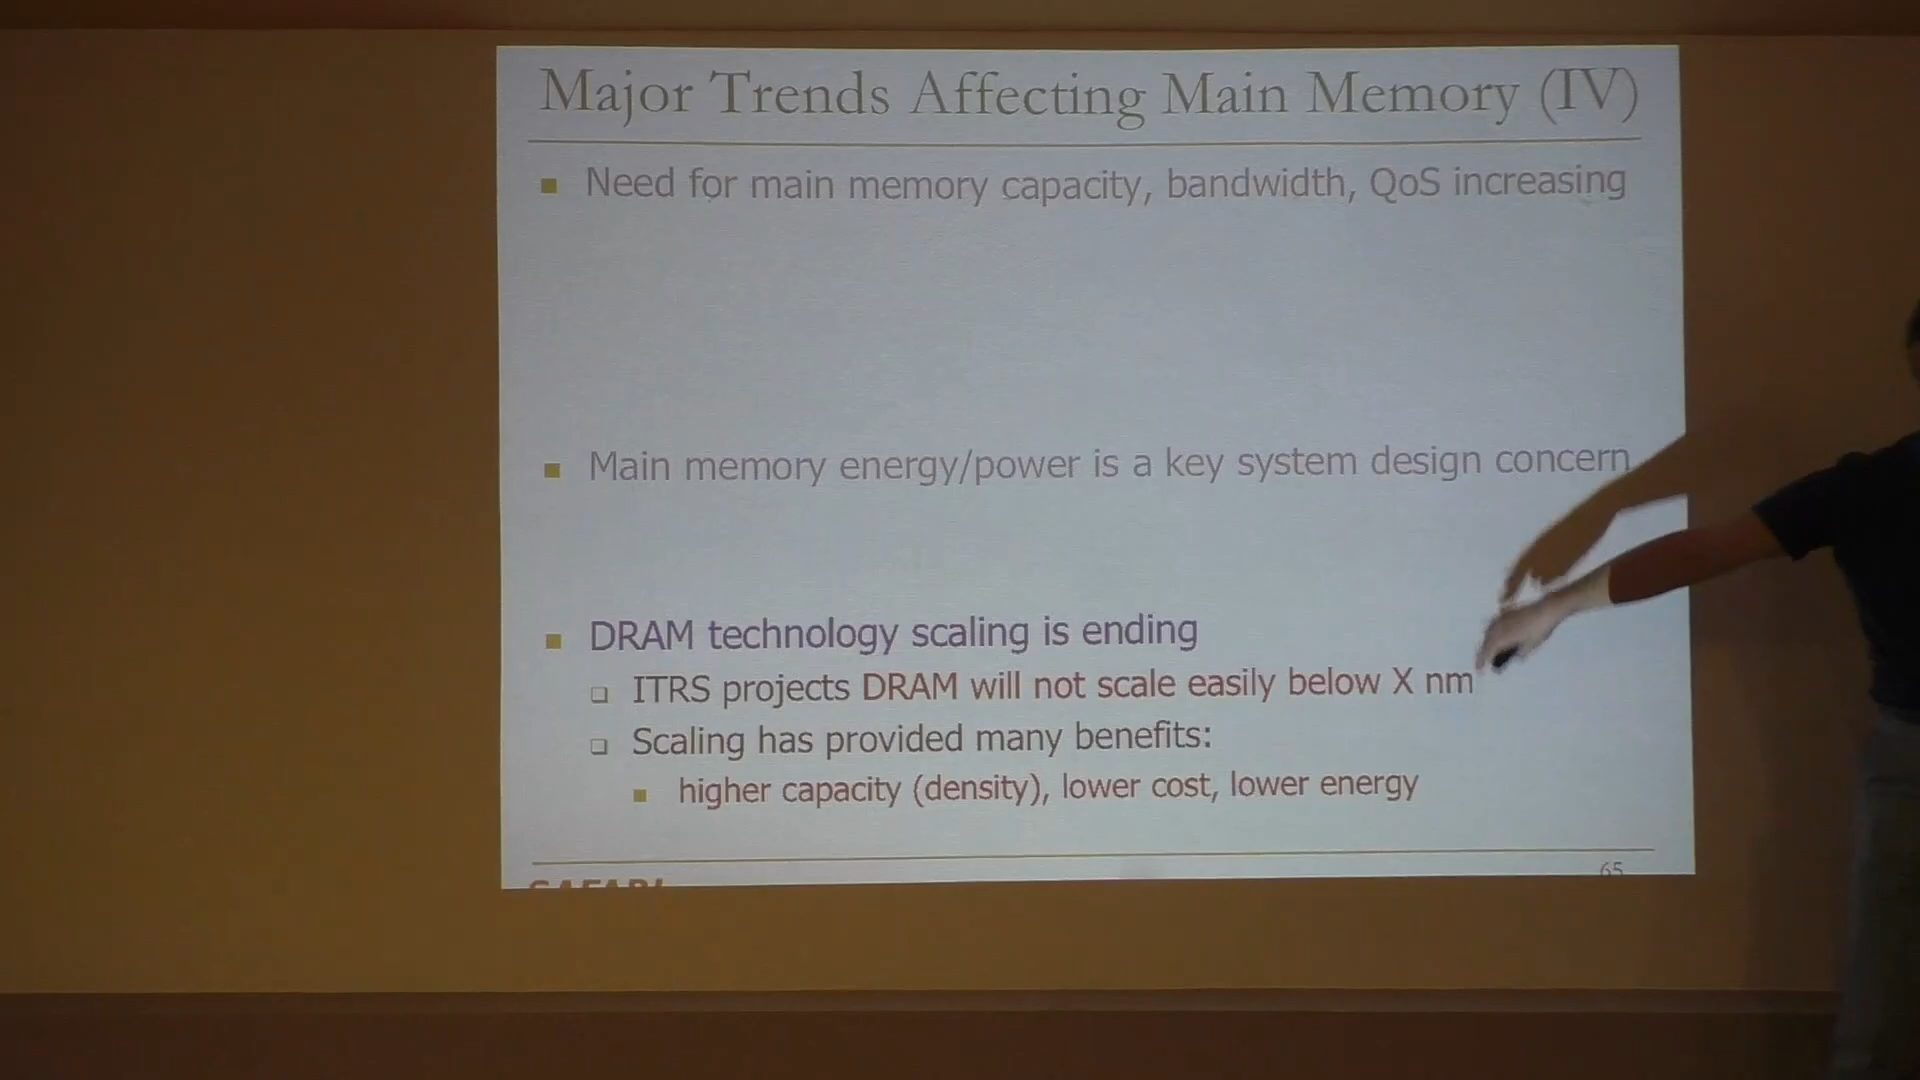 Major Trends Affecting Main Memory (IV)
Need for main memory capacity, bandwidth, QoS increasing
Main memory energy/power is a key system design concern
DRAM technology scaling is ending
ITRS projects DRAM will not scale easily below X nm
Scaling has provided many benefits:
higher capacity (density), lower cost, lower energy
SAFARI
65